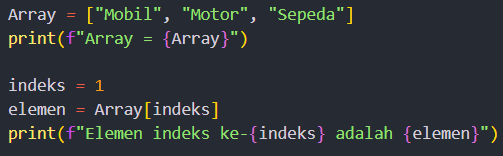 Array = ["Mobil", "Motor", "Sepeda"]
print(f"Array = {Array}")
indeks = 1
elemen = Array[indeks]
print(f"Elemen indeks ke-{indeks} adalah {elemen}")